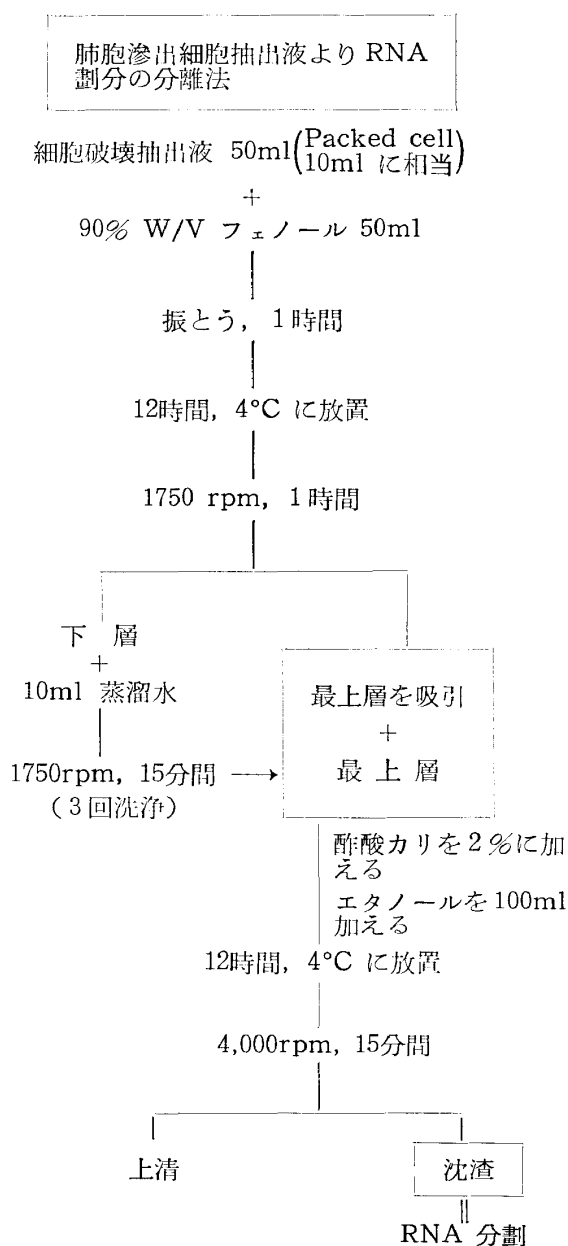 肺胞滲出細胞抽出液より RNA
劃分の分離法
細胞破壊抽出液 50ml(Packed cell
10ml に相当)
+
90% W/V フェノール 50ml
振とう, 1時間
12時間, 4°C に放置
1750 rpm, 1時間
下 層
+
10ml 蒸溜水
1750rpm, 15分間
(3回洗浄)
最上層を吸引
+
最 上 層
酢酸カリを2%に加
える
エタノールを100ml
加える
12時間, 4°C に放置
4,000rpm, 15分間
上清
沈渣
RNA 分劃